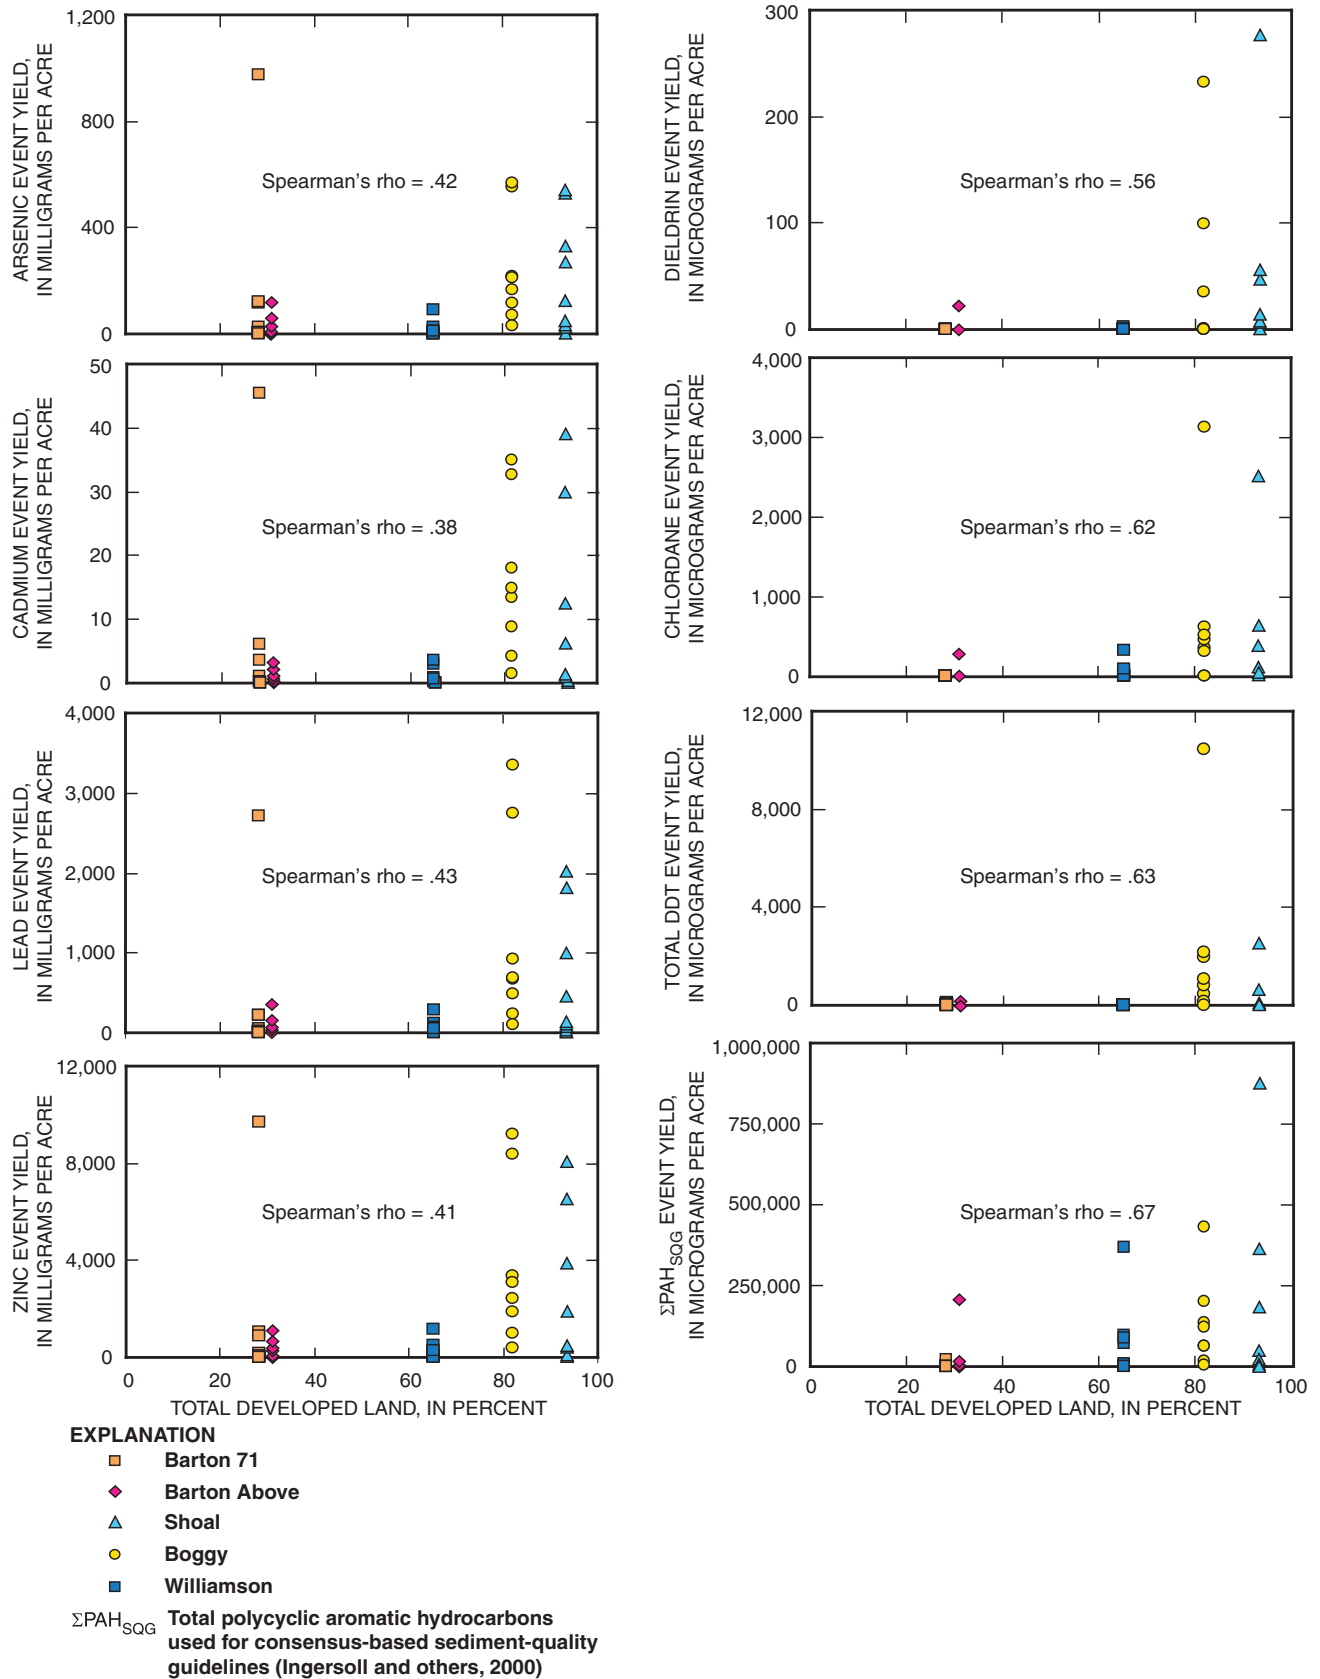 ARSENIC EVENT YIELD,
IN MILLIGRAMS PER ACRE
1,200
800
400
0
Spearman's rho = .42
DIELDRIN EVENT YIELD,
IN MICROGRAMS PER ACRE
300
200
100
0
Spearman's rho = .56
CADMIUM EVENT YIELD,
IN MILLIGRAMS PER ACRE
50
40
30
20
10
0
Spearman's rho = .38
CHLORDANE EVENT YIELD,
IN MICROGRAMS PER ACRE
4,000
3,000
2,000
1,000
0
Spearman's rho = .62
LEAD EVENT YIELD,
IN MILLIGRAMS PER ACRE
4,000
3,000
2,000
1,000
0
Spearman's rho = .43
TOTAL DDT EVENT YIELD,
IN MICROGRAMS PER ACRE
12,000
8,000
4,000
0
Spearman's rho = .63
ZINC EVENT YIELD,
IN MILLIGRAMS PER ACRE
12,000
8,000
4,000
0
Spearman's rho = .41
0 20 40 60 80 100
TOTAL DEVELOPED LAND, IN PERCENT
ΣPAHSQG EVENT YIELD,
IN MICROGRAMS PER ACRE
1,000,000
750,000
500,000
250,000
0
Spearman's rho = .67
0 20 40 60 80 100
TOTAL DEVELOPED LAND, IN PERCENT
EXPLANATION
Barton 71
Barton Above
Shoal
Boggy
Williamson
ΣPAHSQG Total polycyclic aromatic hydrocarbons
used for consensus-based sediment-quality
guidelines (Ingersoll and others, 2000)